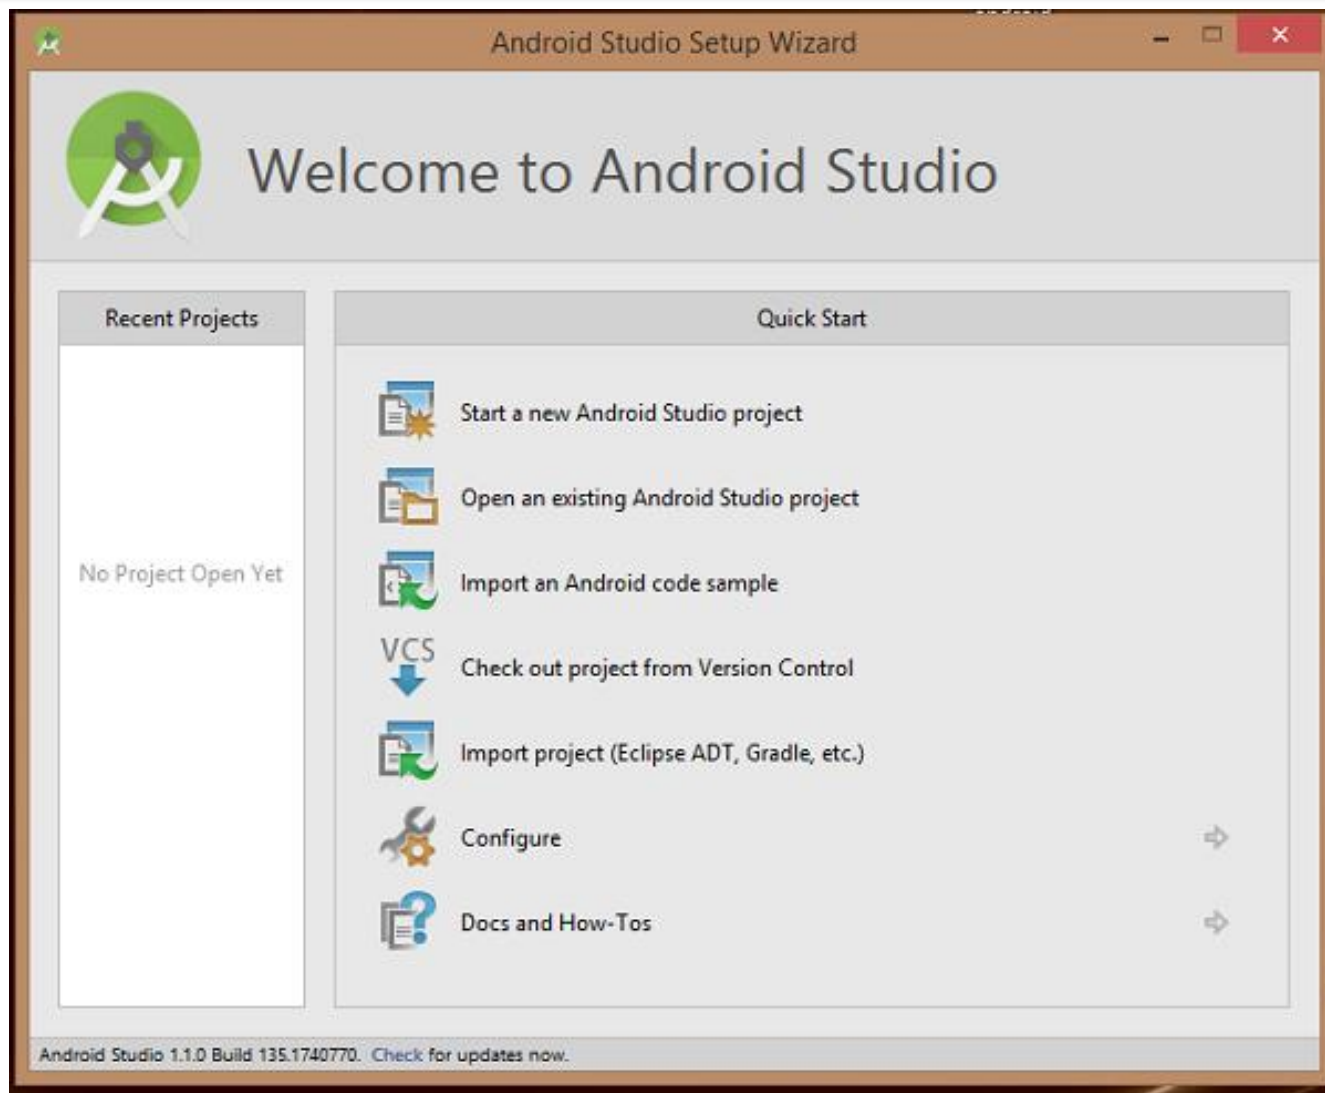 Android Studio Setup Wizard
Welcome to Android Studio
Recent Projects
No Project Open Yet
Quick Start
Start a new Android Studio project
Open an existing Android Studio project
Import an Android code sample
VCS
Check out project from Version Control
Import project (Eclipse ADT, Gradle, etc.)
Configure
Docs and How-Tos
Android Studio 1.1.0 Build 135.1740770. Check for updates now.